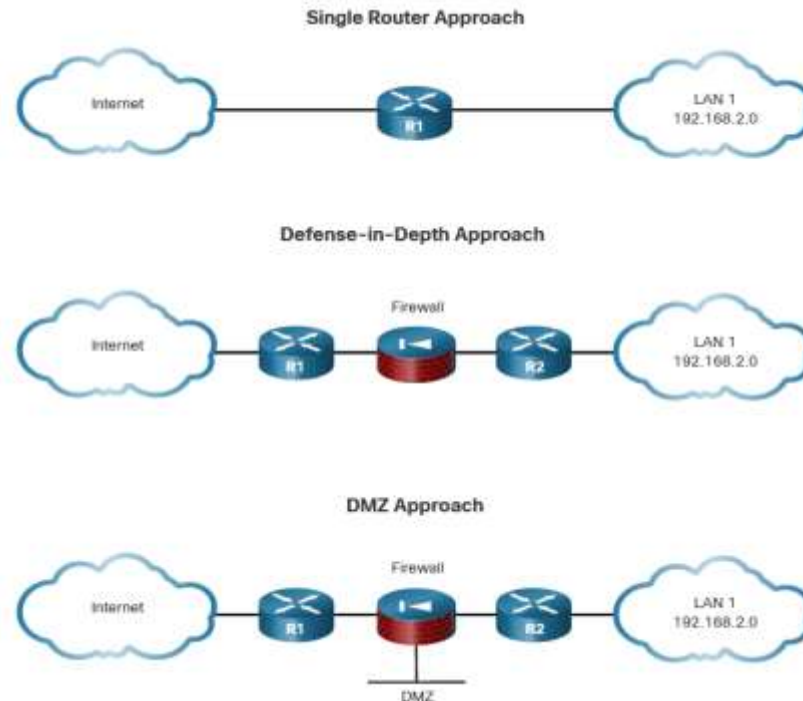 Single Router Approach
Internet
R1
LAN 1
192.168.2.0
Defense-in-Depth Approach
Firewall
Internet
R1
R2
LAN 1
192.168.2.0
DMZ Approach
Firewall
Internet
R1
R2
LAN 1
192.168.2.0
DMZ